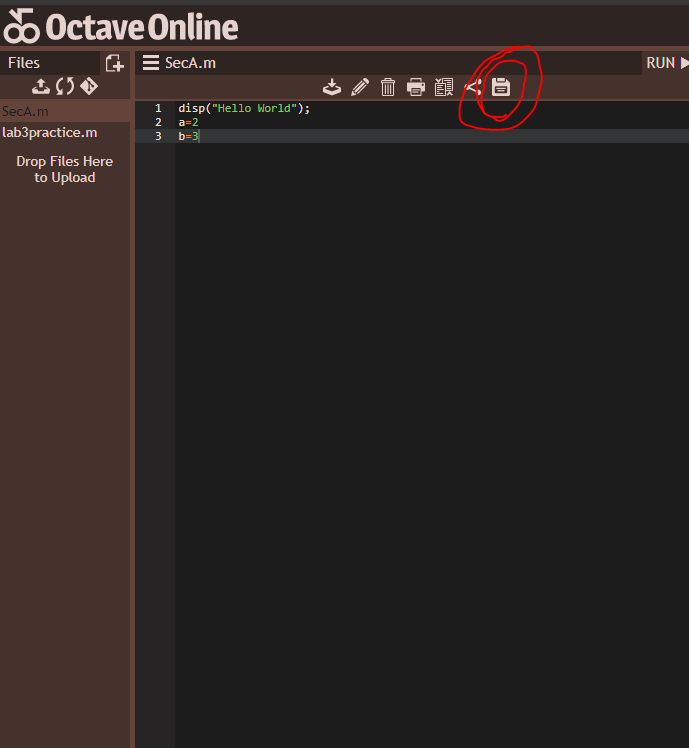 Octave Online
Files
SecA.m
lab3practice.m
Drop Files Here
to Upload
SecA.m
RUN
1 disp("Hello World");
2 a=2
3 b=3